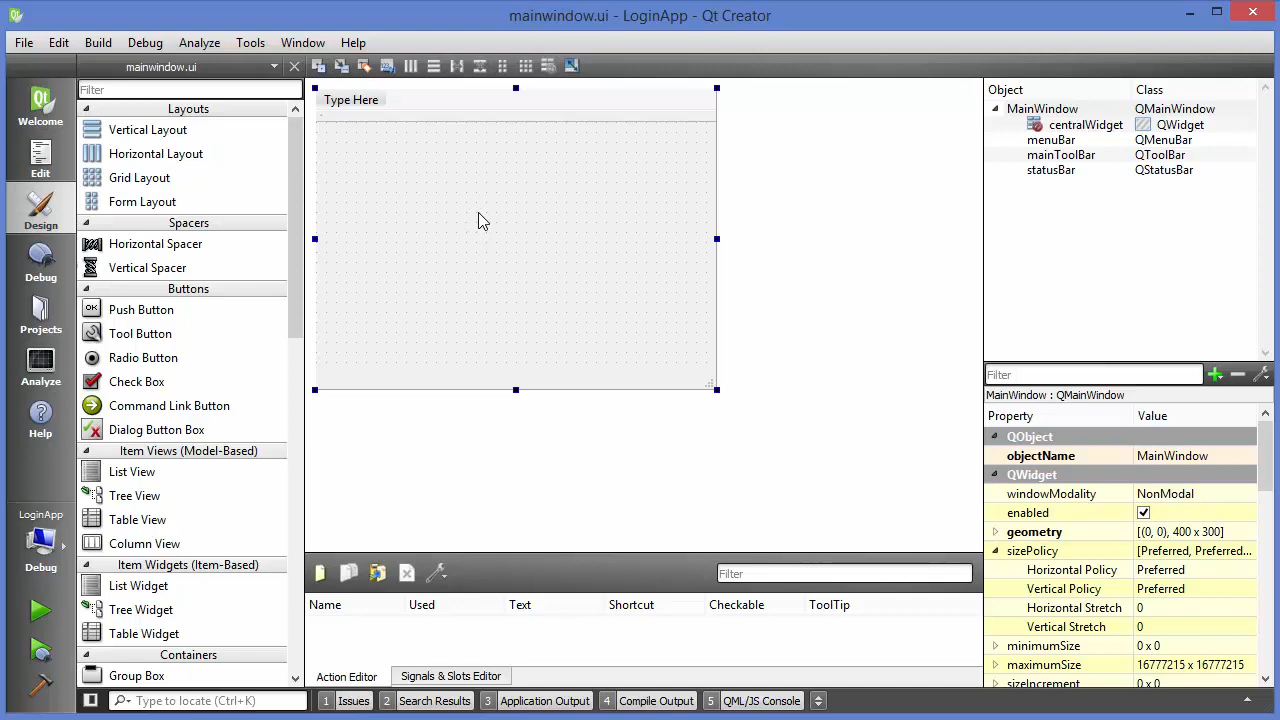 mainwindow.ui - LoginApp - Qt Creator
File Edit Build Debug Analyze Tools Window Help
mainwindow.ui
Welcome
Edit
Design
Debug
Projects
Analyze
Help
LoginApp
Debug
Filter
Layouts
Vertical Layout
Horizontal Layout
Grid Layout
Form Layout
Spacers
Horizontal Spacer
Vertical Spacer
Buttons
OK Push Button
Tool Button
Radio Button
Check Box
Command Link Button
Dialog Button Box
Item Views (Model-Based)
List View
Tree View
Table View
Column View
Item Widgets (Item-Based)
List Widget
Tree Widget
Table Widget
Containers
Group Box
Type Here
Filter
Name Used Text Shortcut Checkable ToolTip
Action Editor Signals & Slots Editor
Object Class
MainWindow QMainWindow
centralWidget QWidget
menuBar QMenuBar
mainToolBar QToolBar
statusBar QStatusBar
Filter
MainWindow : QMainWindow
Property Value
QObject
objectName MainWindow
QWidget
windowModality NonModal
enabled
geometry [(0, 0), 400 x 300]
sizePolicy [Preferred, Preferred...
Horizontal Policy Preferred
Vertical Policy Preferred
Horizontal Stretch 0
Vertical Stretch 0
minimumSize 0 x 0
maximumSize 16777215 x 16777215
sizeIncrement 0 x 0
Type to locate (Ctrl+K) 1 Issues 2 Search Results 3 Application Output 4 Compile Output 5 QML/JS Console